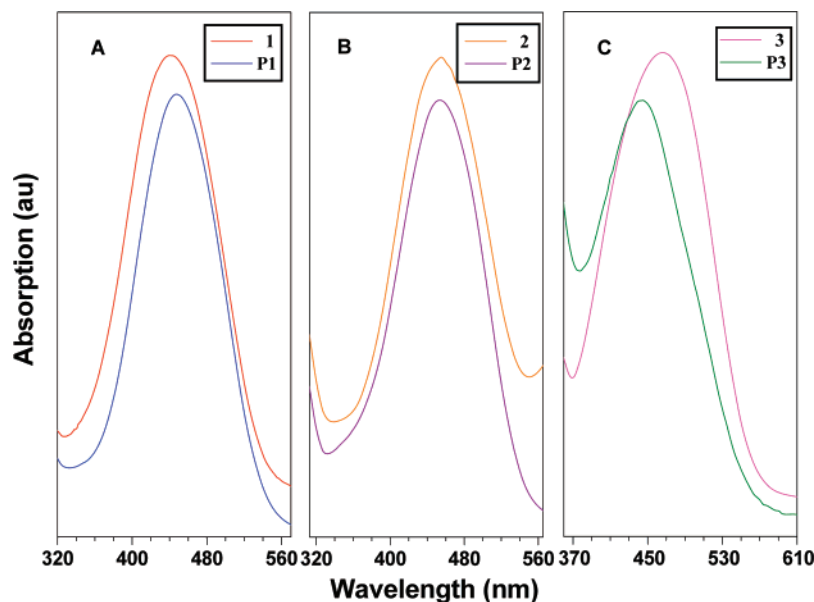 A
1
P1
B
2
P2
C
3
P3
Absorption (au)
320 400 480 560
320 400 480 560
370 450 530 610
Wavelength (nm)